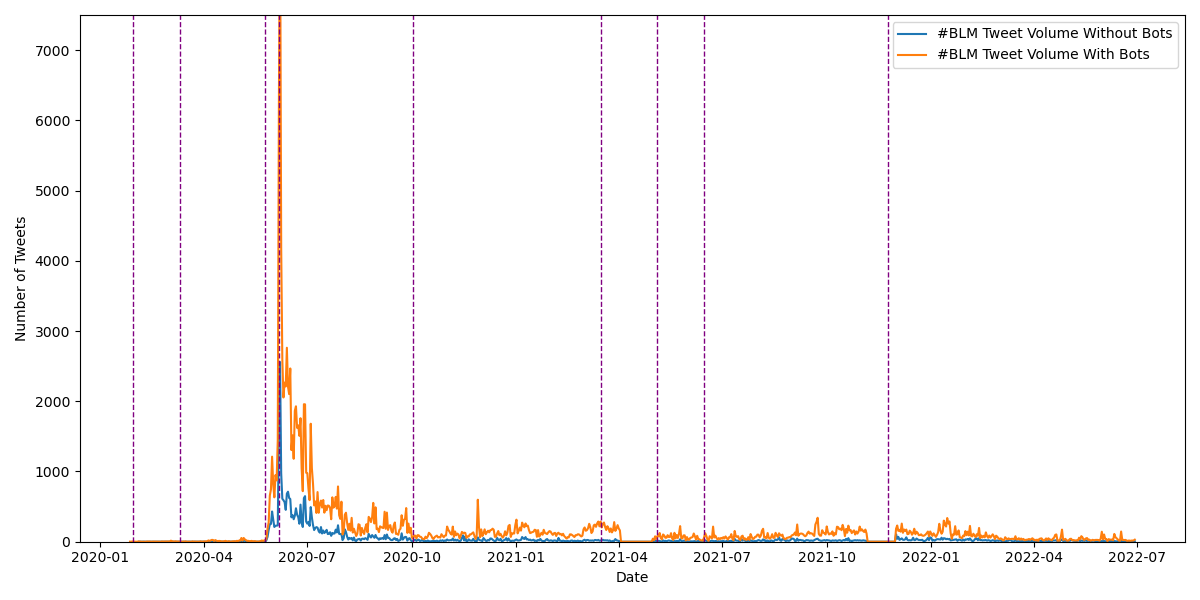 #BLM Tweet Volume Without Bots
#BLM Tweet Volume With Bots
Number of Tweets
7000
6000
5000
4000
3000
2000
1000
0
2020-01 2020-04 2020-07 2020-10 2021-01 2021-04 2021-07 2021-10 2022-01 2022-04 2022-07
Date